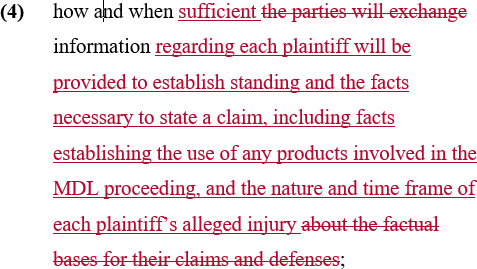 (4) how and when sufficient the parties will exchange
information regarding each plaintiff will be
provided to establish standing and the facts
necessary to state a claim, including facts
establishing the use of any products involved in the
MDL proceeding, and the nature and time frame of
each plaintiff’s alleged injury about the factual
bases for their claims and defenses;